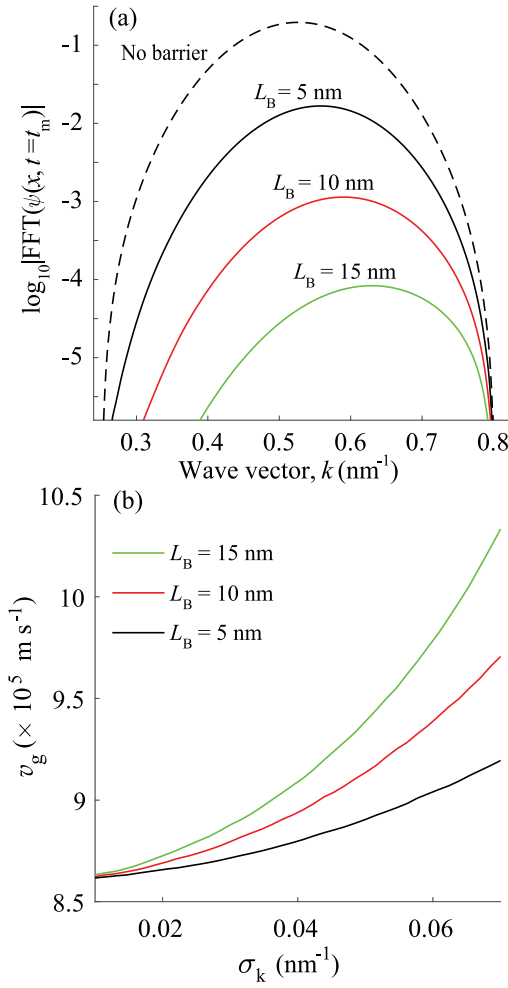 (a)
No barrier
L_B = 5 nm
L_B = 10 nm
L_B = 15 nm
log₁₀|FFT(ψ(x, t=t_m)|
-1
-2
-3
-4
-5
0.3 0.4 0.5 0.6 0.7 0.8
Wave vector, k (nm⁻¹)
(b)
L_B = 15 nm
L_B = 10 nm
L_B = 5 nm
v_g (× 10⁵ m s⁻¹)
10.5
10
9.5
9
8.5
0.02 0.04 0.06
σ_k (nm⁻¹)